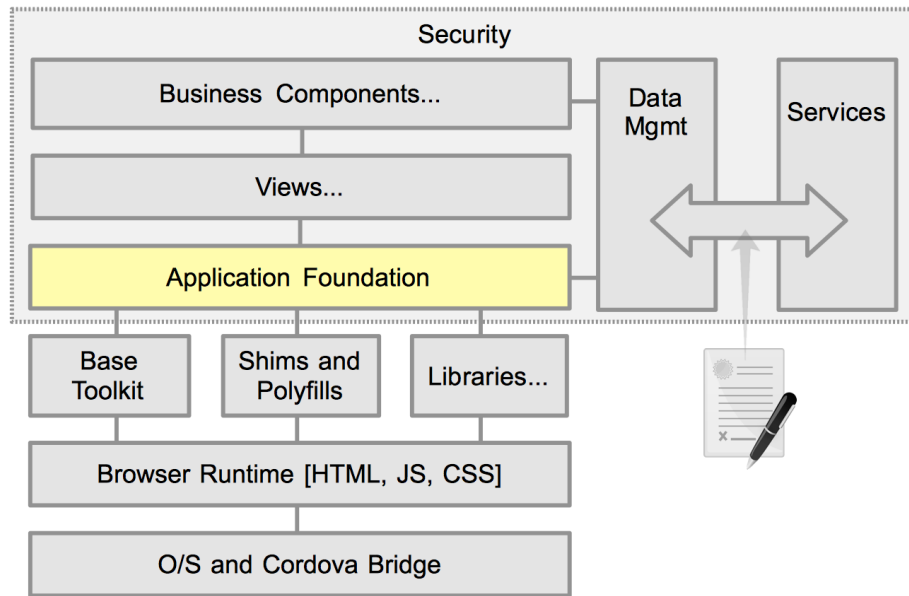 Security
Business Components...
Data
Mgmt
Services
Views...
Application Foundation
Base
Toolkit
Shims and
Polyfills
Libraries...
Browser Runtime [HTML, JS, CSS]
O/S and Cordova Bridge